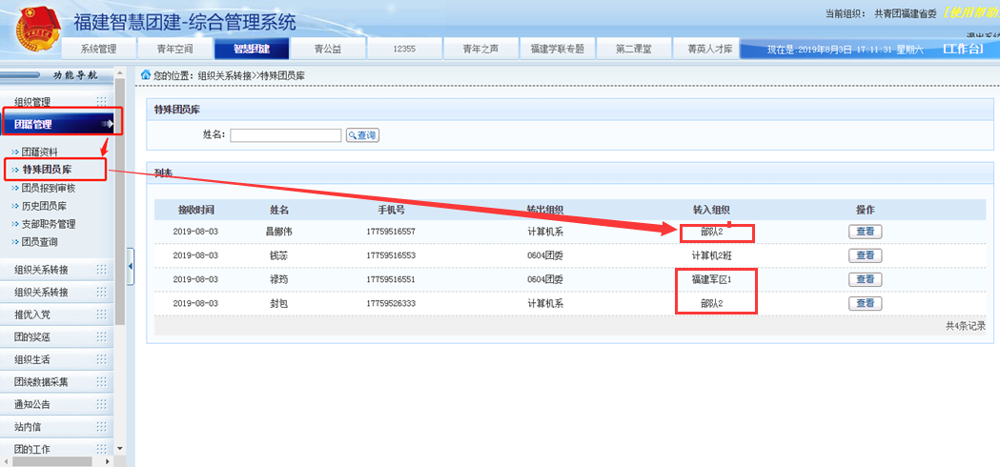 福建智慧团建-综合管理系统
当前组织： 共青团福建省委 【使用帮助
退出系统
系统管理 青年空间 智慧团建 青公益 12355 青年之声 福建学联专题 第二课堂 菁英人才库 现在是:2019年8月3日 17:11:31 星期六 [工作台]
功能导航
您的位置：组织关系转接>>特殊团员库
组织管理
团籍管理
团籍资料
特殊团员库
团员报到审核
历史团员库
支部职务管理
团员查询
组织关系转接
组织关系转接
推优入党
团的奖惩
组织生活
团统数据采集
通知公告
站内信
团的工作
特殊团员库
姓名： 查询
列表
接收时间 姓名 手机号 转出组织 转入组织 操作
2019-08-03 17759516557 计算机系 部队2 查看
2019-08-03 17759516553 0604团委 计算机2班 查看
2019-08-03 禄筠 17759516551 0604团委 福建军区1 查看
2019-08-03 封包 17759526333 计算机系 部队2 查看
共4条记录